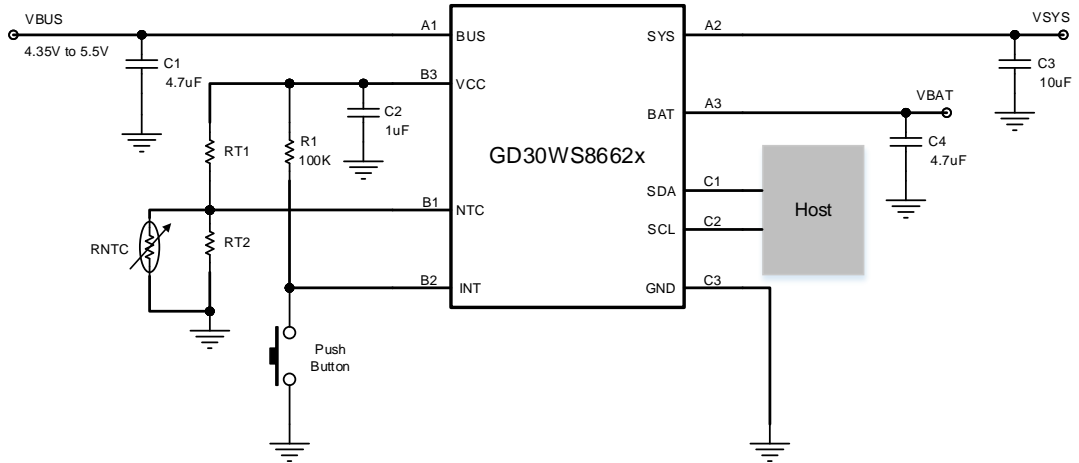 VBUS
4.35V to 5.5V
A1
BUS
C1
4.7uF
B3
VCC
C2
1uF
RT1
R1
100K
B1
NTC
RNTC
RT2
B2
INT
Push
Button
GD30WS8662x
SYS
A2
VSYS
C3
10uF
BAT
A3
VBAT
C4
4.7uF
SDA
C1
SCL
C2
Host
GND
C3